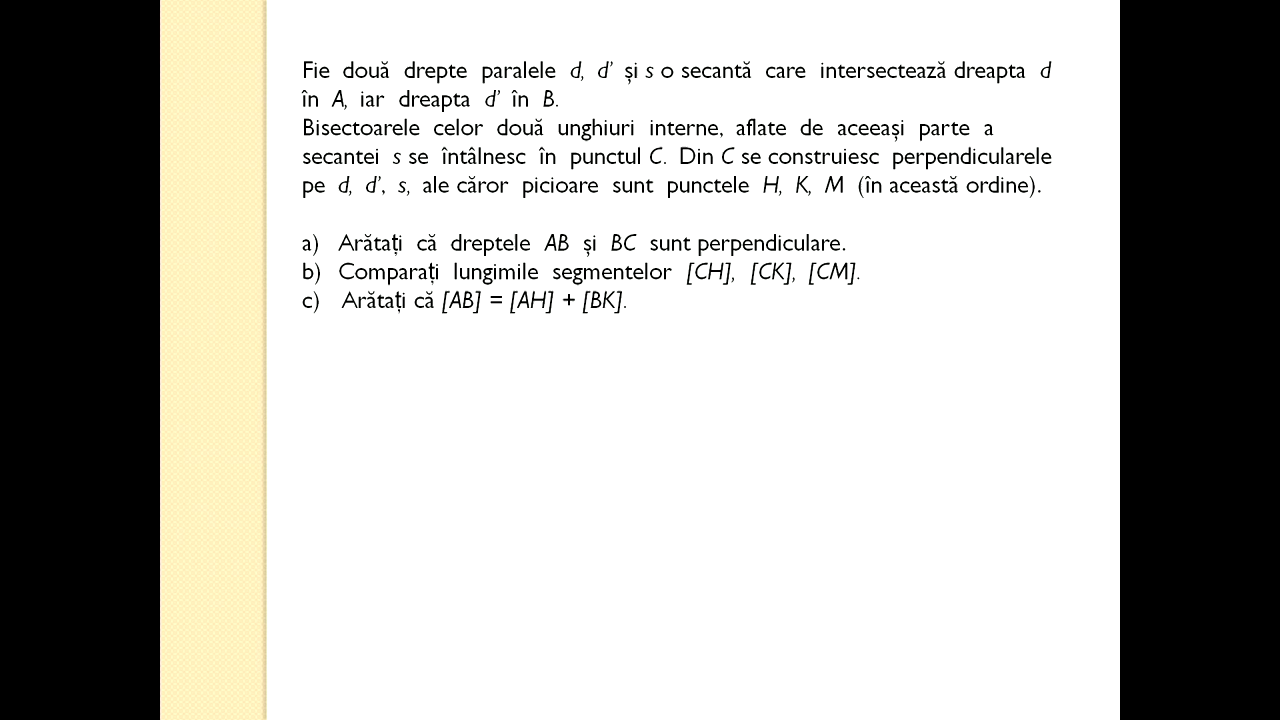 Fie două drepte paralele d, d’ și s o secantă care intersectează dreapta d
în A, iar dreapta d’ în B.
Bisectoarele celor două unghiuri interne, aflate de aceeași parte a
secantei s se întâlnesc în punctul C. Din C se construiesc perpendicularele
pe d, d’, s, ale căror picioare sunt punctele H, K, M (în această ordine).
a) Arătați că dreptele AB și BC sunt perpendiculare.
b) Comparați lungimile segmentelor [CH], [CK], [CM].
c) Arătați că [AB] = [AH] + [BK].